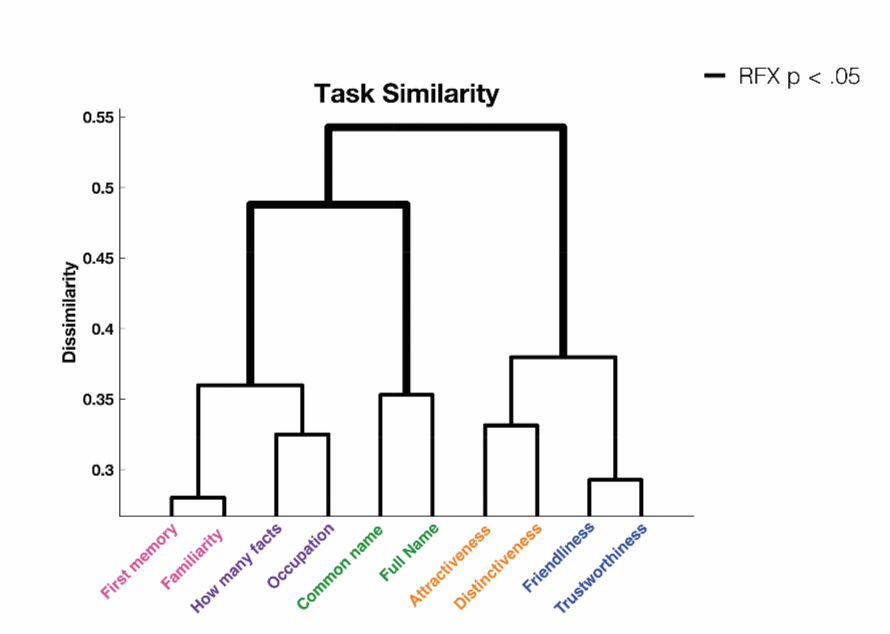 RFX p < .05
Task Similarity
0.55
0.5
0.45
0.4
0.35
0.3
Dissimilarity
First memory
Familiarity
How many facts
Occupation
Common name
Full Name
Attractiveness
Distinctiveness
Friendliness
Trustworthiness